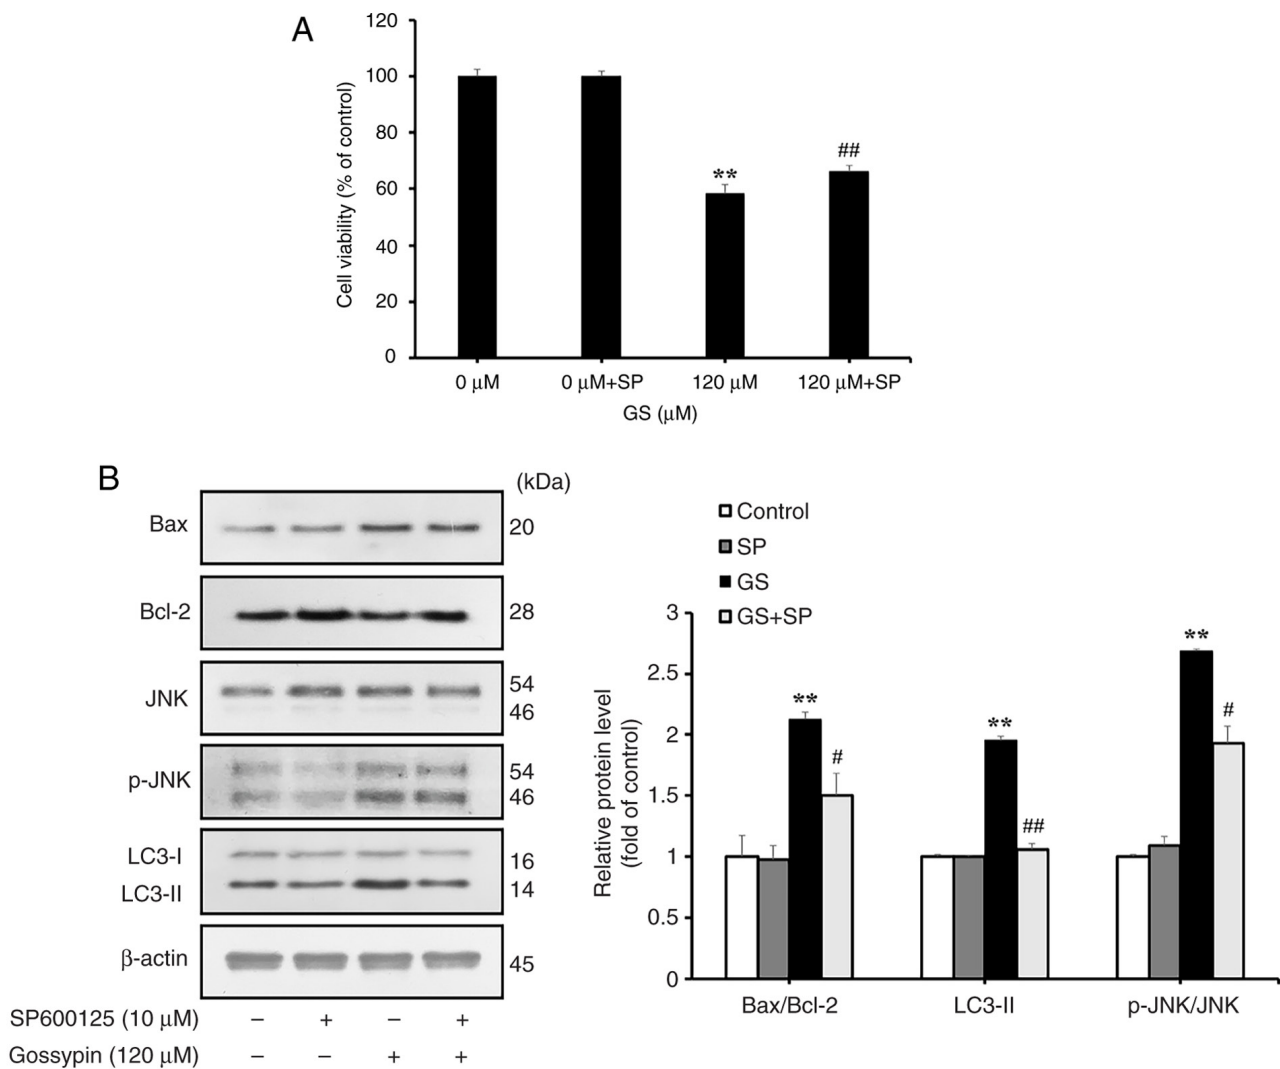 A
120
100
80
60
40
20
0
Cell viability (% of control)
**
##
0 μM 0 μM+SP 120 μM 120 μM+SP
GS (μM)
B
(kDa)
Bax 20
Bcl-2 28
JNK 54
46
p-JNK 54
46
LC3-I 16
LC3-II 14
β-actin 45
SP600125 (10 μM) – + – +
Gossypin (120 μM) – – + +
Control
SP
GS
GS+SP
3
2.5
2
1.5
1
0.5
0
Relative protein level
(fold of control)
** #
** ##
** #
Bax/Bcl-2 LC3-II p-JNK/JNK